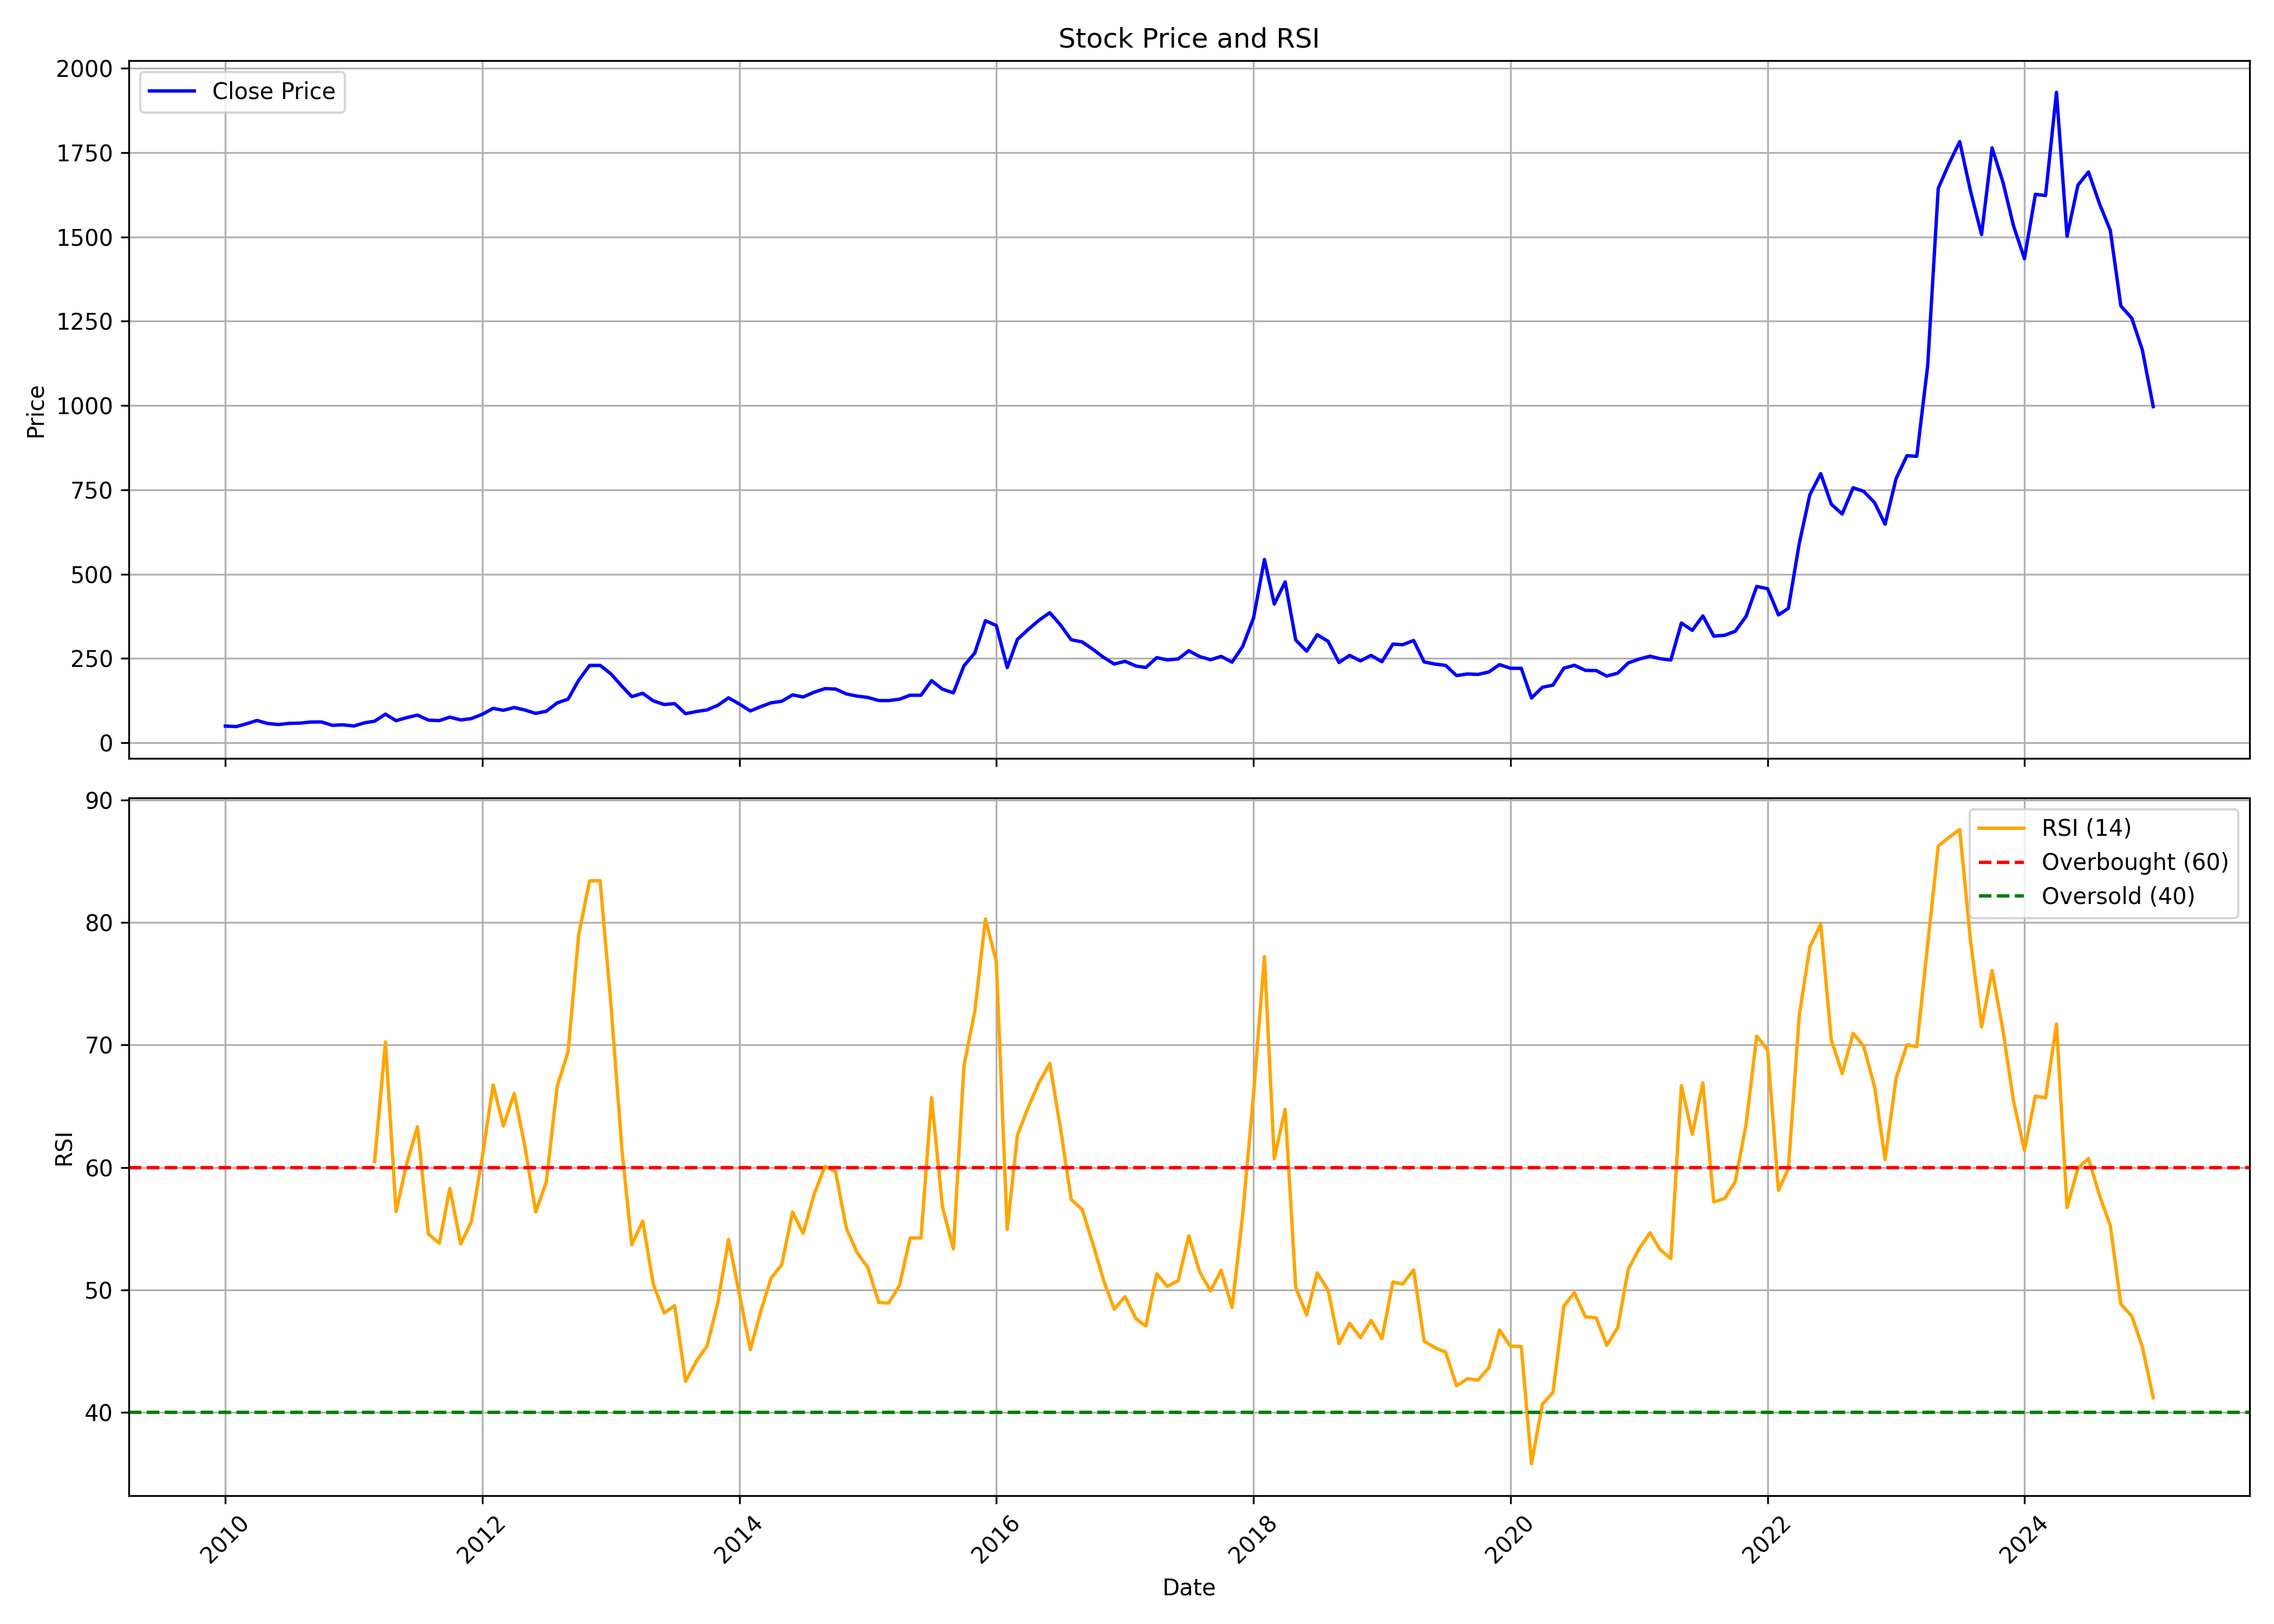 Stock Price and RSI
Close Price
Price
2000
1750
1500
1250
1000
750
500
250
0
RSI (14)
Overbought (60)
Oversold (40)
RSI
90
80
70
60
50
40
2010
2012
2014
2016
2018
2020
2022
2024
Date